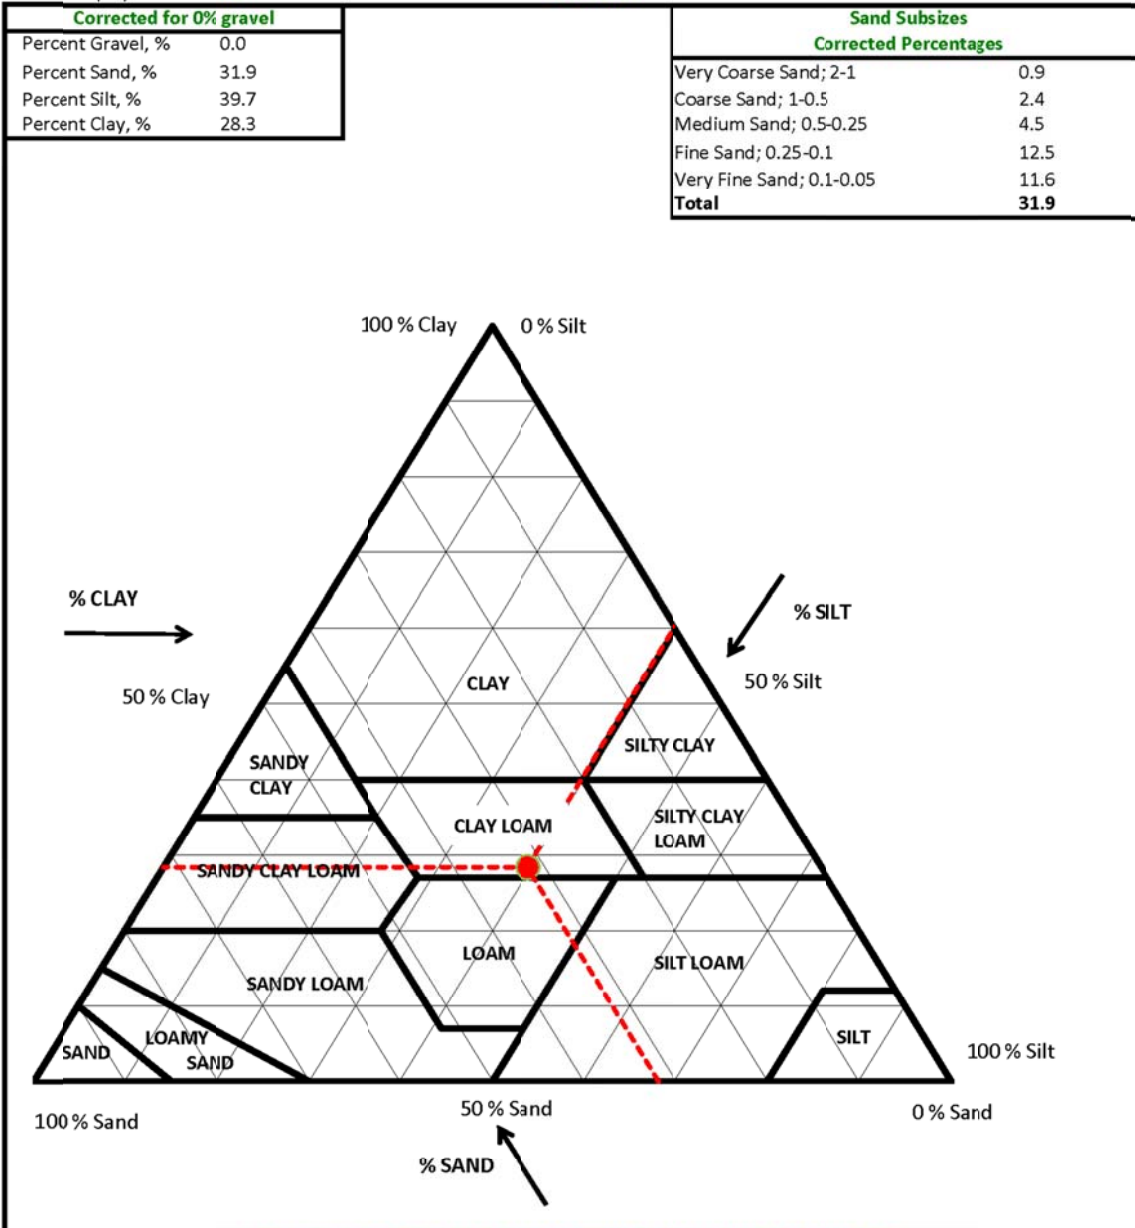 Corrected for 0% gravel
Percent Gravel, % 0.0
Percent Sand, % 31.9
Percent Silt, % 39.7
Percent Clay, % 28.3
Sand Subsizes
Corrected Percentages
Very Coarse Sand; 2-1 0.9
Coarse Sand; 1-0.5 2.4
Medium Sand; 0.5-0.25 4.5
Fine Sand; 0.25-0.1 12.5
Very Fine Sand; 0.1-0.05 11.6
Total 31.9
100 % Clay 0 % Silt
% CLAY
% SILT
50 % Clay
CLAY
50 % Silt
SILTY CLAY
SANDY
CLAY
CLAY LOAM
SILTY CLAY
LOAM
SANDY CLAY LOAM
LOAM
SILT LOAM
SANDY LOAM
SAND
LOAMY
SAND
SILT
100 % Silt
100 % Sand
50 % Sand
0 % Sand
% SAND